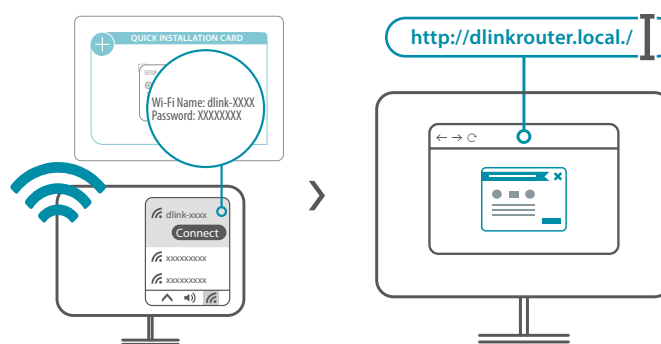 QUICK INSTALLATION CARD
Wi-Fi Name: dlink-XXXX
Password: XXXXXXXX
dlink-xxxx
Connect
xxxxxxxxx
xxxxxxxxx
http://dlinkrouter.local./